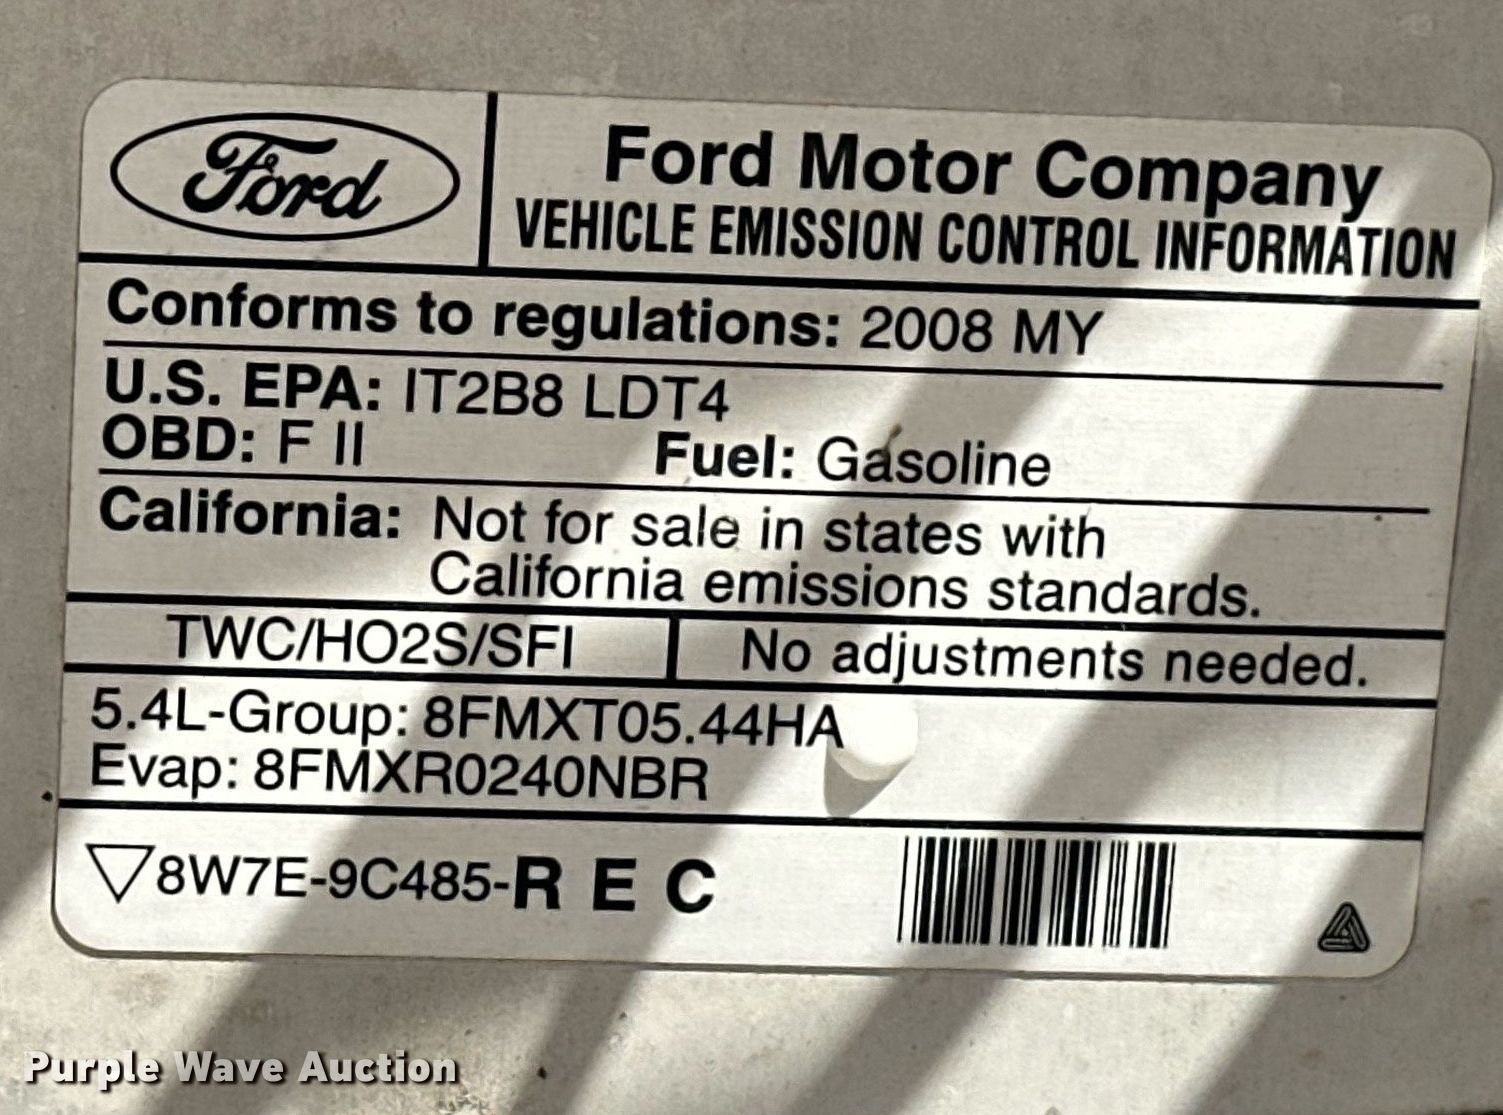 Ford
Ford Motor Company
VEHICLE EMISSION CONTROL INFORMATION
Conforms to regulations: 2008 MY
U.S. EPA: IT2B8 LDT4
OBD: F II Fuel: Gasoline
California: Not for sale in states with
California emissions standards.
TWC/HO2S/SFI No adjustments needed.
5.4L-Group: 8FMXT05.44HA
Evap: 8FMXR0240NBR
8W7E-9C485-R E C
Purple Wave Auction